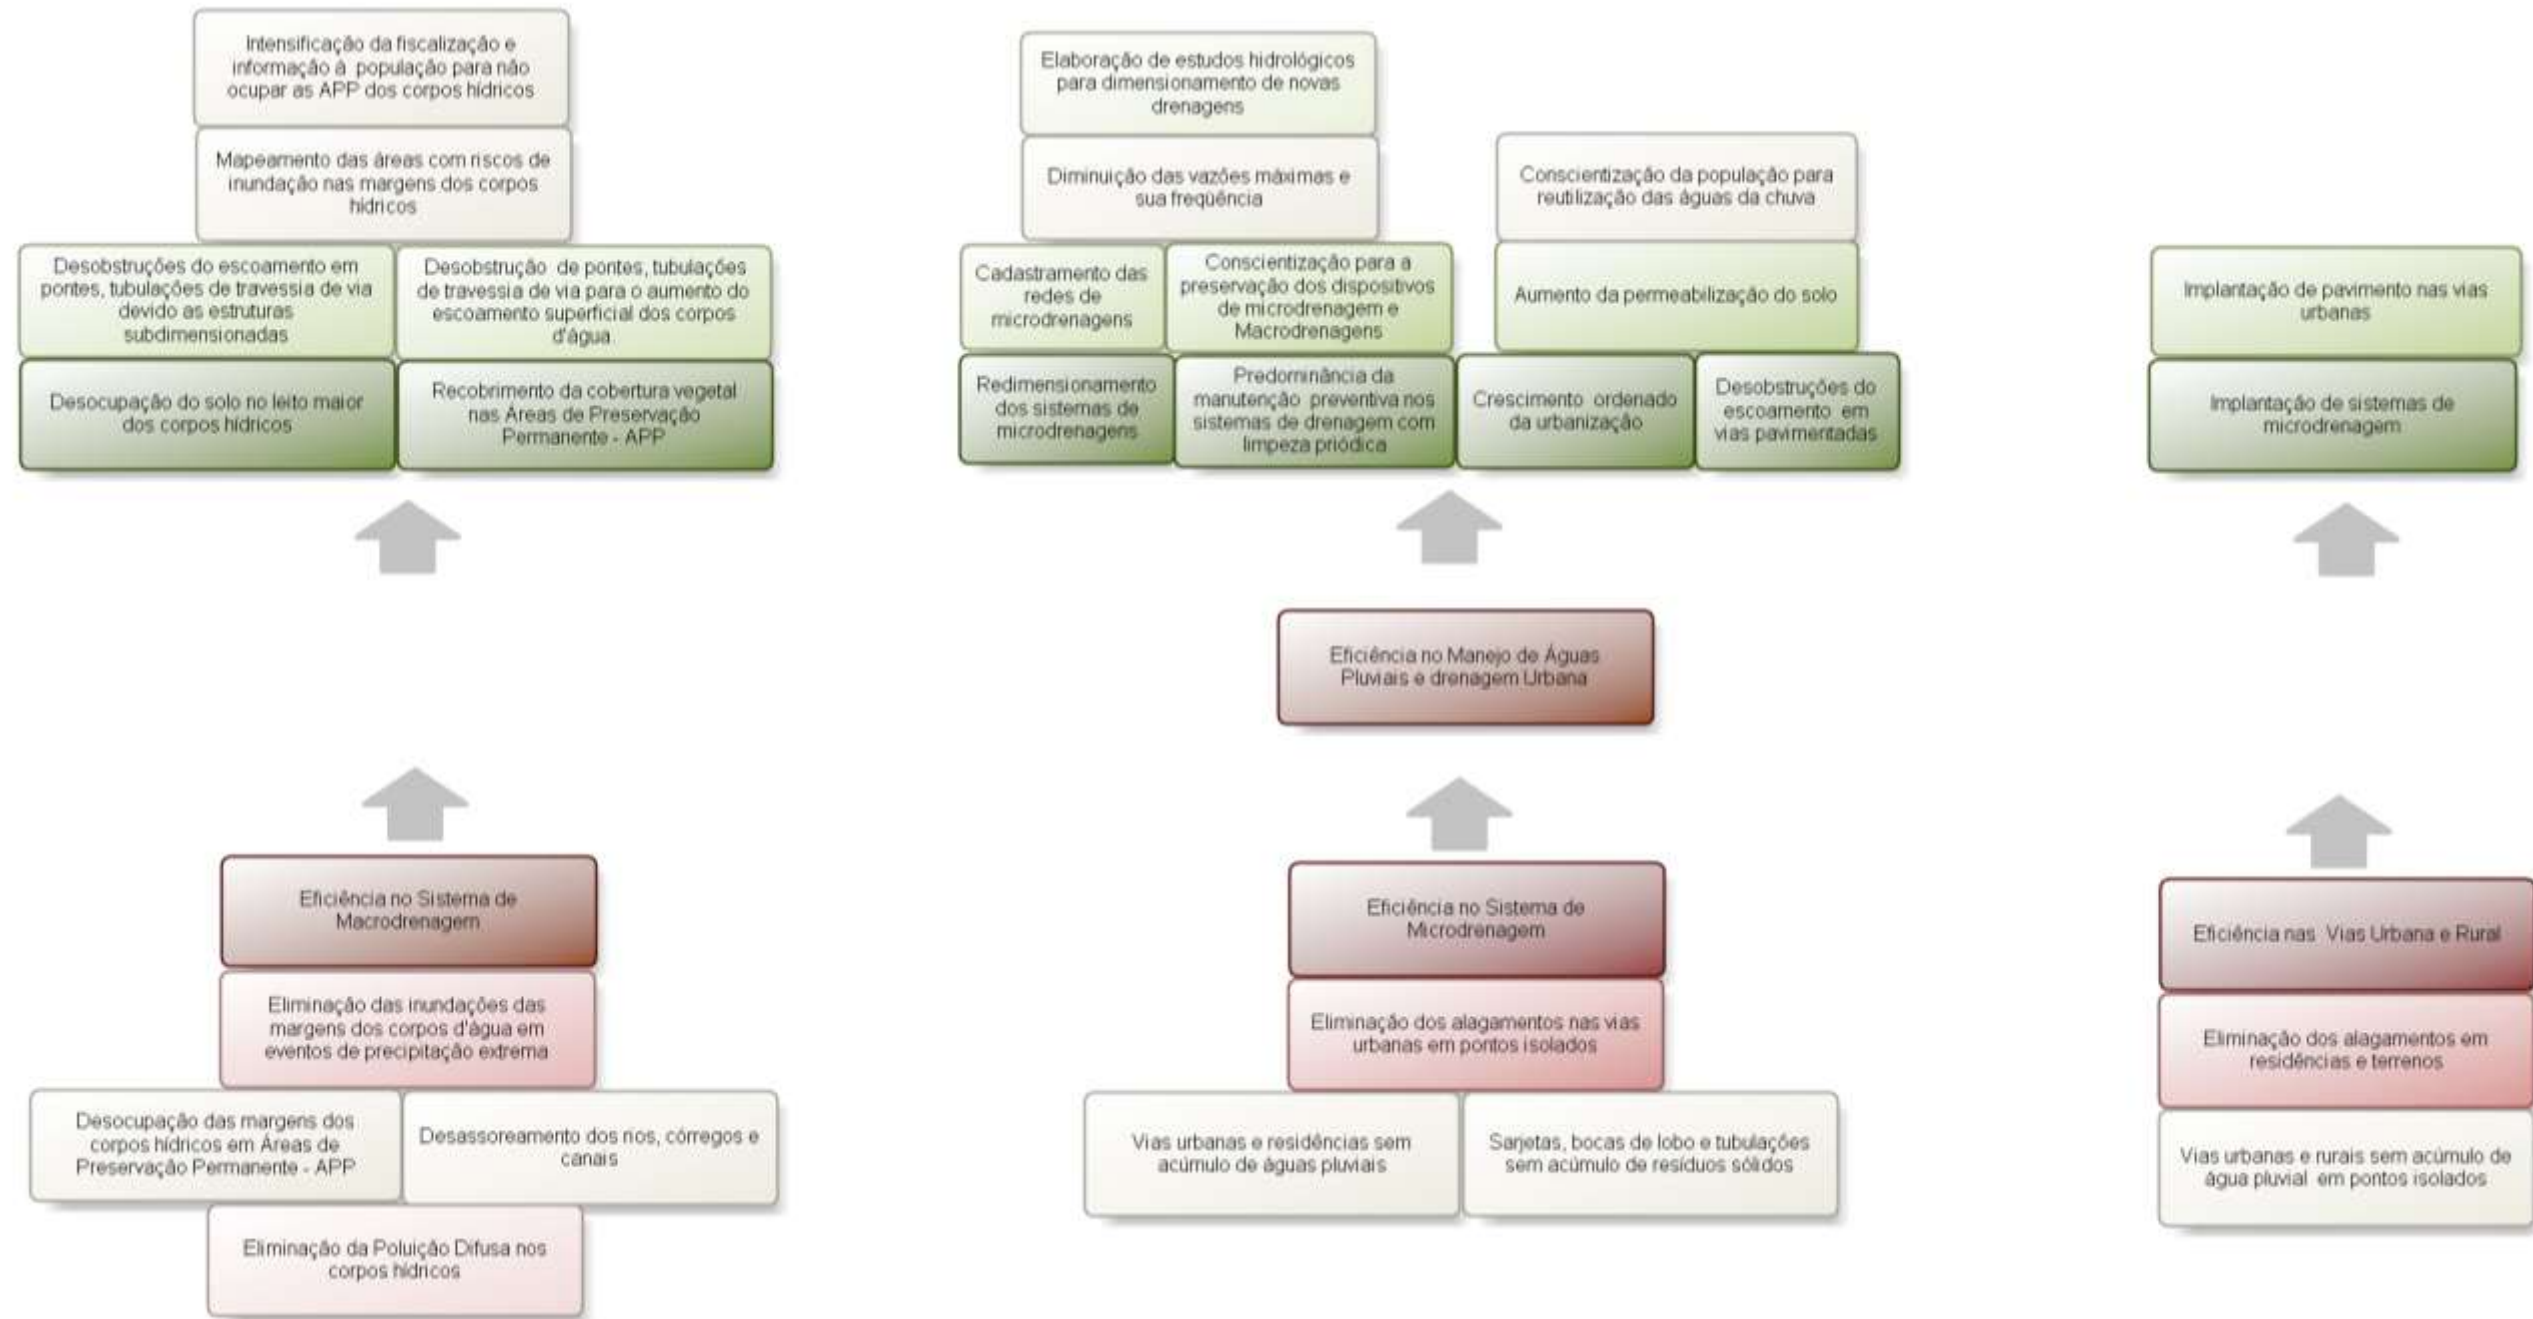 Intensificação da fiscalização e
informação à população para não
ocupar as APP dos corpos hídricos
Mapeamento das áreas com riscos de
inundação nas margens dos corpos
hídricos
Desobstruções do escoamento em
pontes, tubulações de travessia de via
devido as estruturas
subdimensionadas
Desobstrução de pontes, tubulações
de travessia de via para o aumento do
escoamento superficial dos corpos
d'água
Desocupação do solo no leito maior
dos corpos hídricos
Recobrimento da cobertura vegetal
nas Áreas de Preservação
Permanente - APP
Elaboração de estudos hidrológicos
para dimensionamento de novas
drenagens
Diminuição das vazões máximas e
sua freqüência
Conscientização da população para
reutilização das águas da chuva
Cadastramento das
redes de
microdrenagens
Conscientização para a
preservação dos dispositivos
de microdrenagem e
Macrodrenagens
Aumento da permeabilização do solo
Redimensionamento
dos sistemas de
microdrenagens
Predominância da
manutenção preventiva nos
sistemas de drenagem com
limpeza priódica
Crescimento ordenado
da urbanização
Desobstruções do
escoamento em
vias pavimentadas
Implantação de pavimento nas vias
urbanas
Implantação de sistemas de
microdrenagem
Eficiência no Manejo de Águas
Pluviais e drenagem Urbana
Eficiência no Sistema de
Macrodrenagem
Eliminação das inundações das
margens dos corpos d'água em
eventos de precipitação extrema
Desocupação das margens dos
corpos hídricos em Áreas de
Preservação Permanente - APP
Desassoreamento dos rios, córregos e
canais
Eliminação da Poluição Difusa nos
corpos hídricos
Eficiência no Sistema de
Microdrenagem
Eliminação dos alagamentos nas vias
urbanas em pontos isolados
Vias urbanas e residências sem
acúmulo de águas pluviais
Sarjetas, bocas de lobo e tubulações
sem acúmulo de resíduos sólidos
Eficiência nas Vias Urbana e Rural
Eliminação dos alagamentos em
residências e terrenos
Vias urbanas e rurais sem acúmulo de
água pluvial em pontos isolados